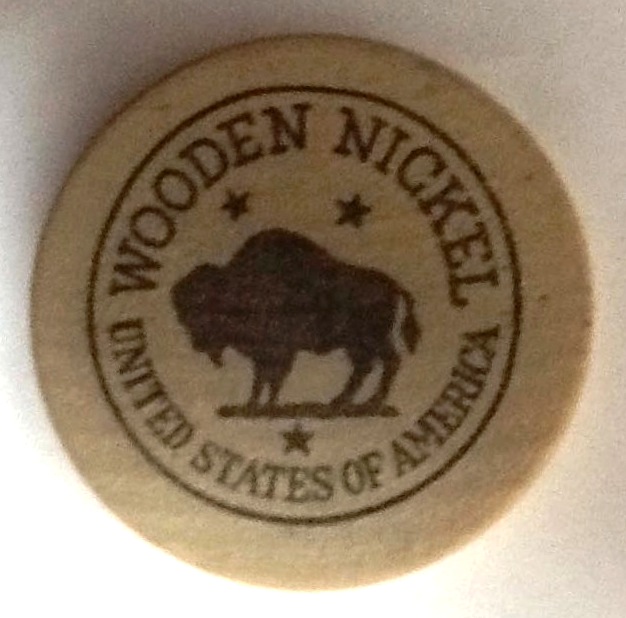 WOODEN NICKEL
UNITED STATES OF AMERICA